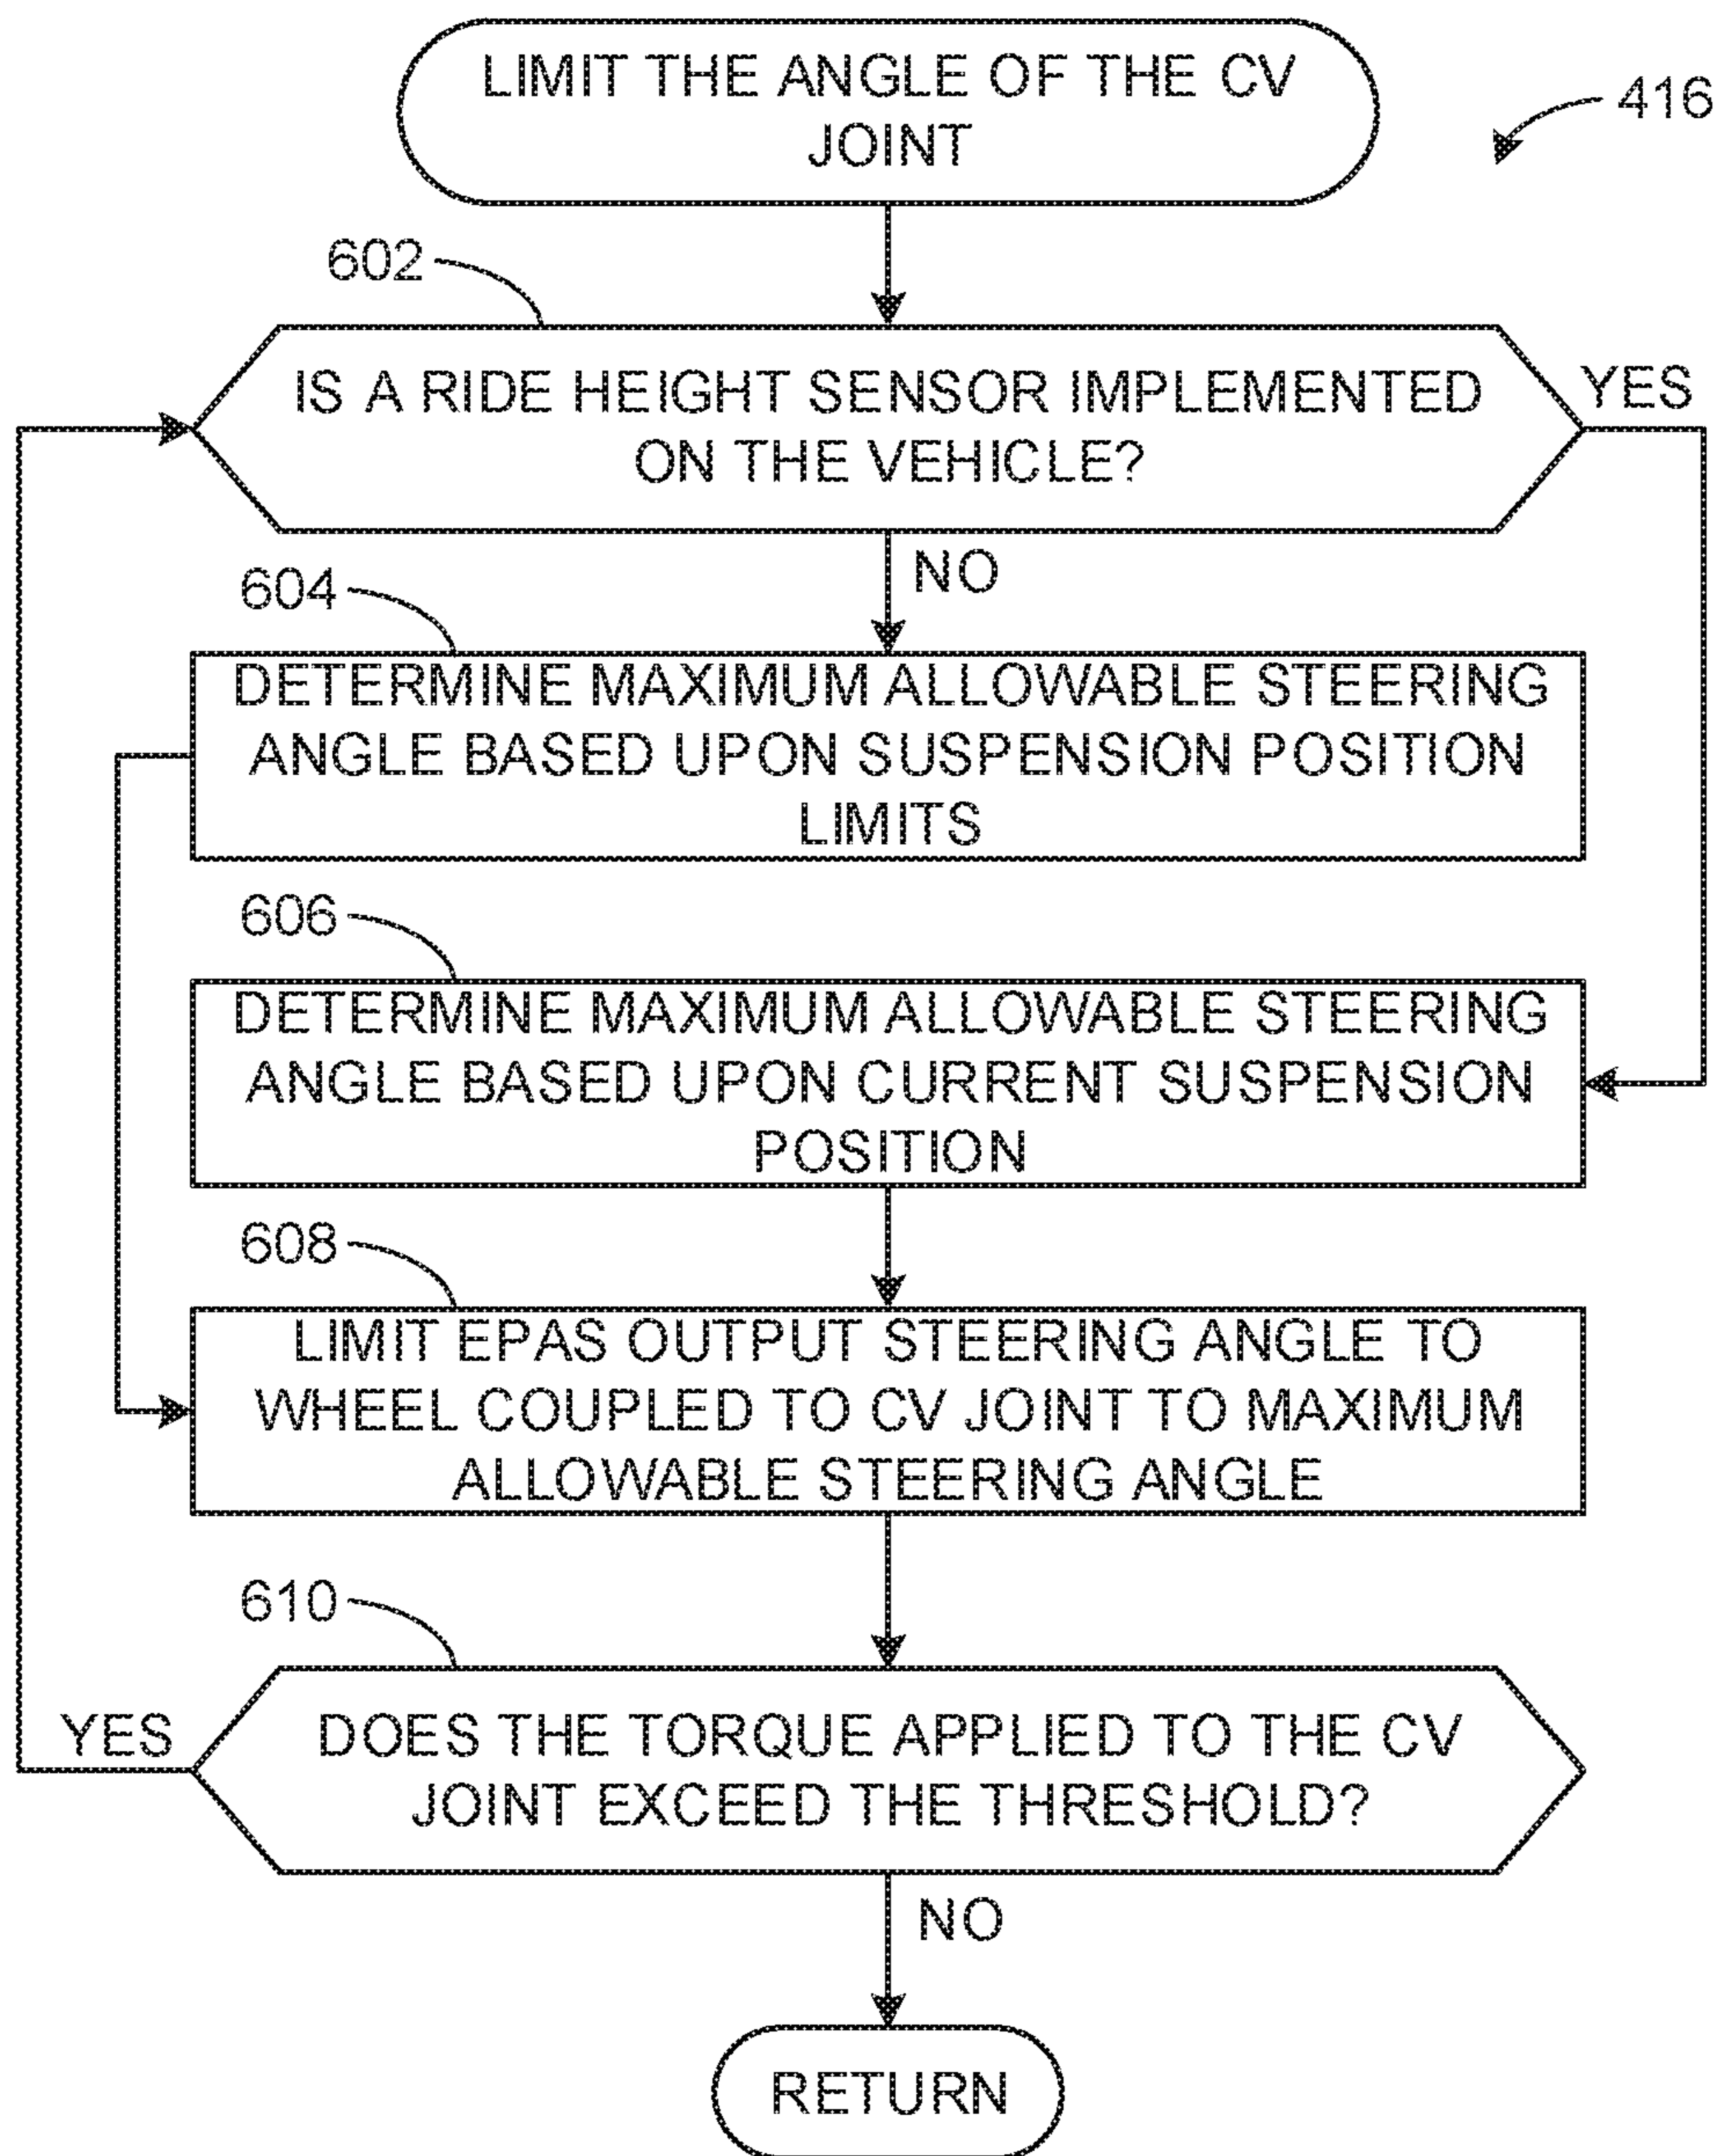 LIMIT THE ANGLE OF THE CV
JOINT
416
602
IS A RIDE HEIGHT SENSOR IMPLEMENTED
ON THE VEHICLE?
YES
NO
604
DETERMINE MAXIMUM ALLOWABLE STEERING
ANGLE BASED UPON SUSPENSION POSITION
LIMITS
606
DETERMINE MAXIMUM ALLOWABLE STEERING
ANGLE BASED UPON CURRENT SUSPENSION
POSITION
608
LIMIT EPAS OUTPUT STEERING ANGLE TO
WHEEL COUPLED TO CV JOINT TO MAXIMUM
ALLOWABLE STEERING ANGLE
610
YES
DOES THE TORQUE APPLIED TO THE CV
JOINT EXCEED THE THRESHOLD?
NO
RETURN